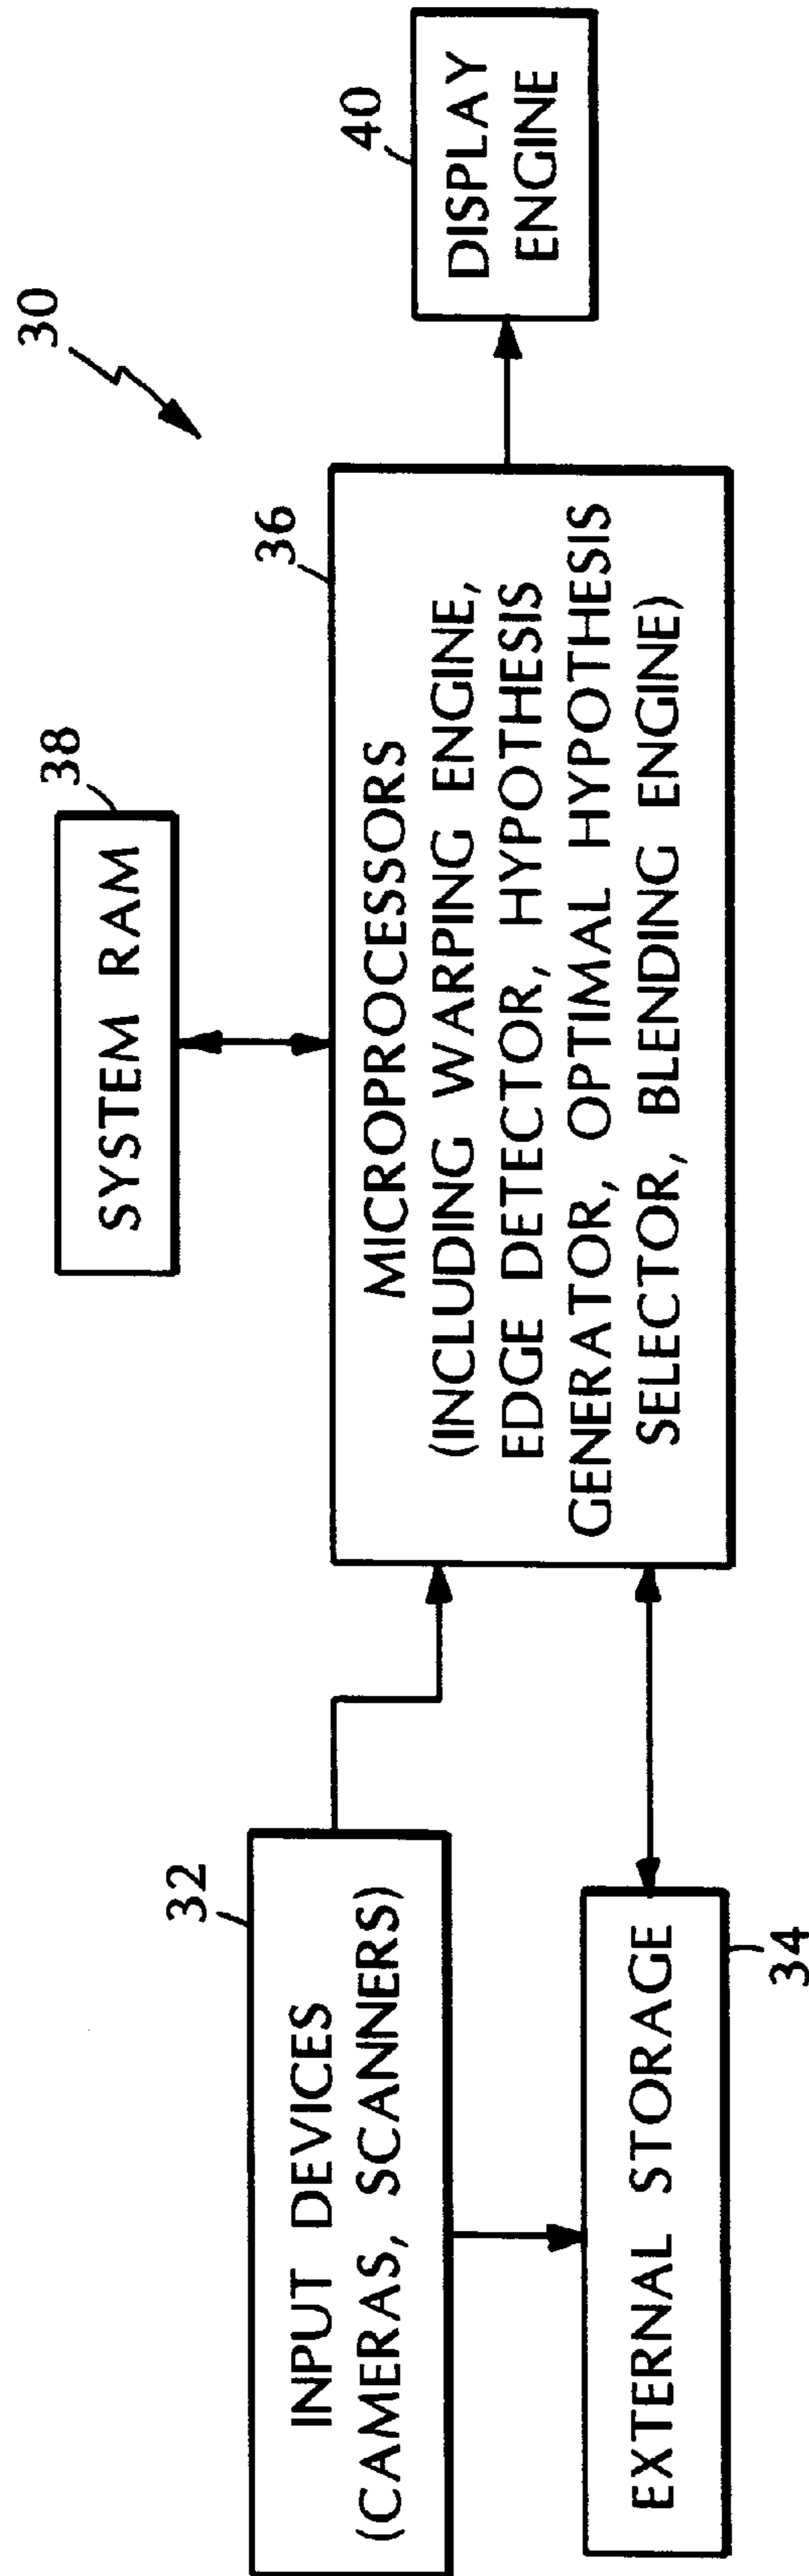 30
32
INPUT DEVICES
(CAMERAS, SCANNERS)
EXTERNAL STORAGE
34
38
SYSTEM RAM
36
MICROPROCESSORS
(INCLUDING WARPING ENGINE,
EDGE DETECTOR, HYPOTHESIS
GENERATOR, OPTIMAL HYPOTHESIS
SELECTOR, BLENDING ENGINE)
40
DISPLAY
ENGINE